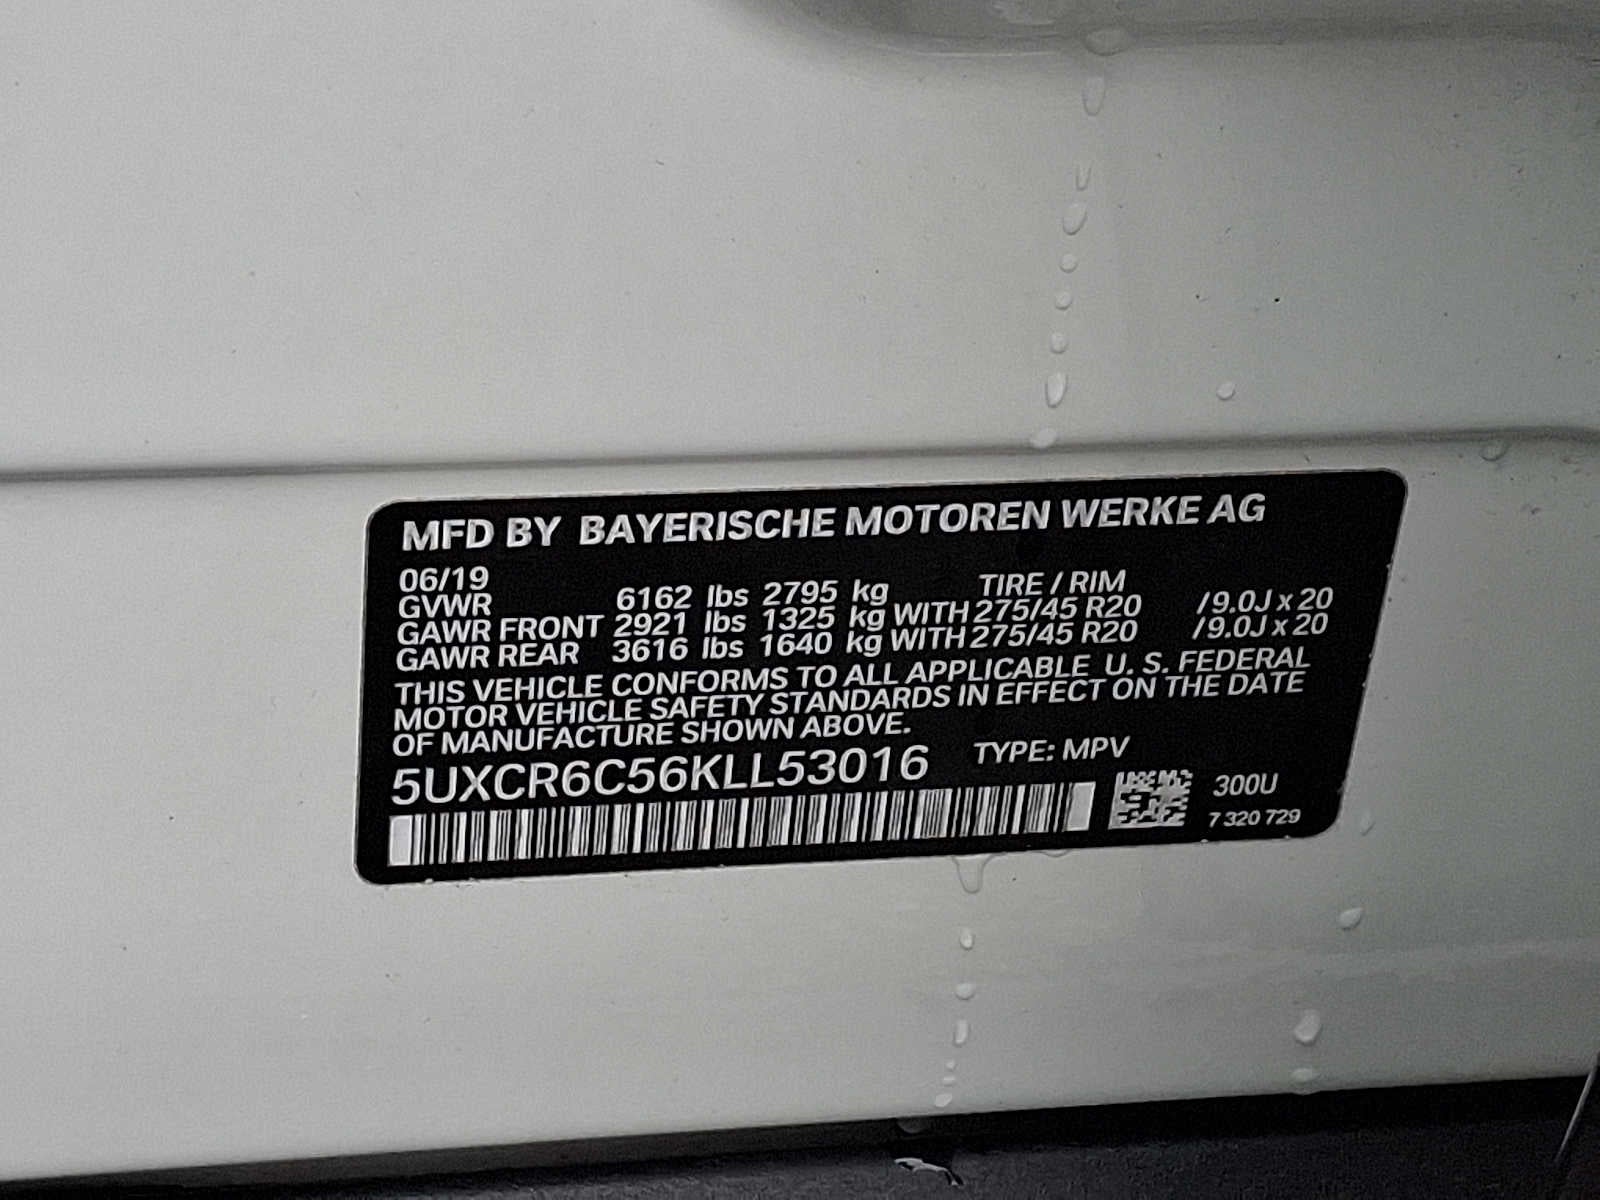 MFD BY BAYERISCHE MOTOREN WERKE AG
06/19 TIRE / RIM
GVWR 6162 lbs 2795 kg
GAWR FRONT 2921 lbs 1325 kg WITH 275/45 R20 / 9.0J x 20
GAWR REAR 3616 lbs 1640 kg WITH 275/45 R20 / 9.0J x 20
THIS VEHICLE CONFORMS TO ALL APPLICABLE U. S. FEDERAL
MOTOR VEHICLE SAFETY STANDARDS IN EFFECT ON THE DATE
OF MANUFACTURE SHOWN ABOVE.
5UXCR6C56KLL53016 TYPE: MPV
300U
7 320 729